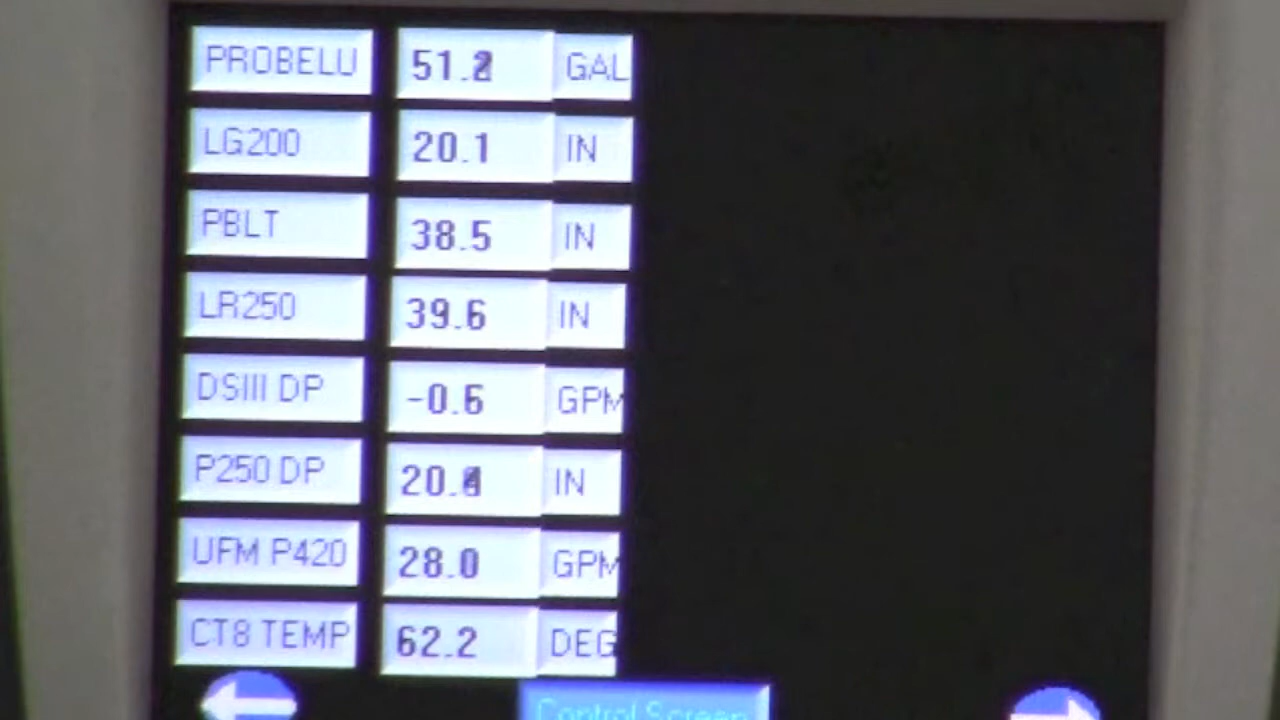 PROBELU 51.2 GAL
LG200 20.1 IN
PBLT 38.5 IN
LR250 39.6 IN
DSIII DP -0.6 GPM
P250 DP IN
UFM P420 28.0 GPM
CT8 TEMP 62.2 DEG
Control Screen